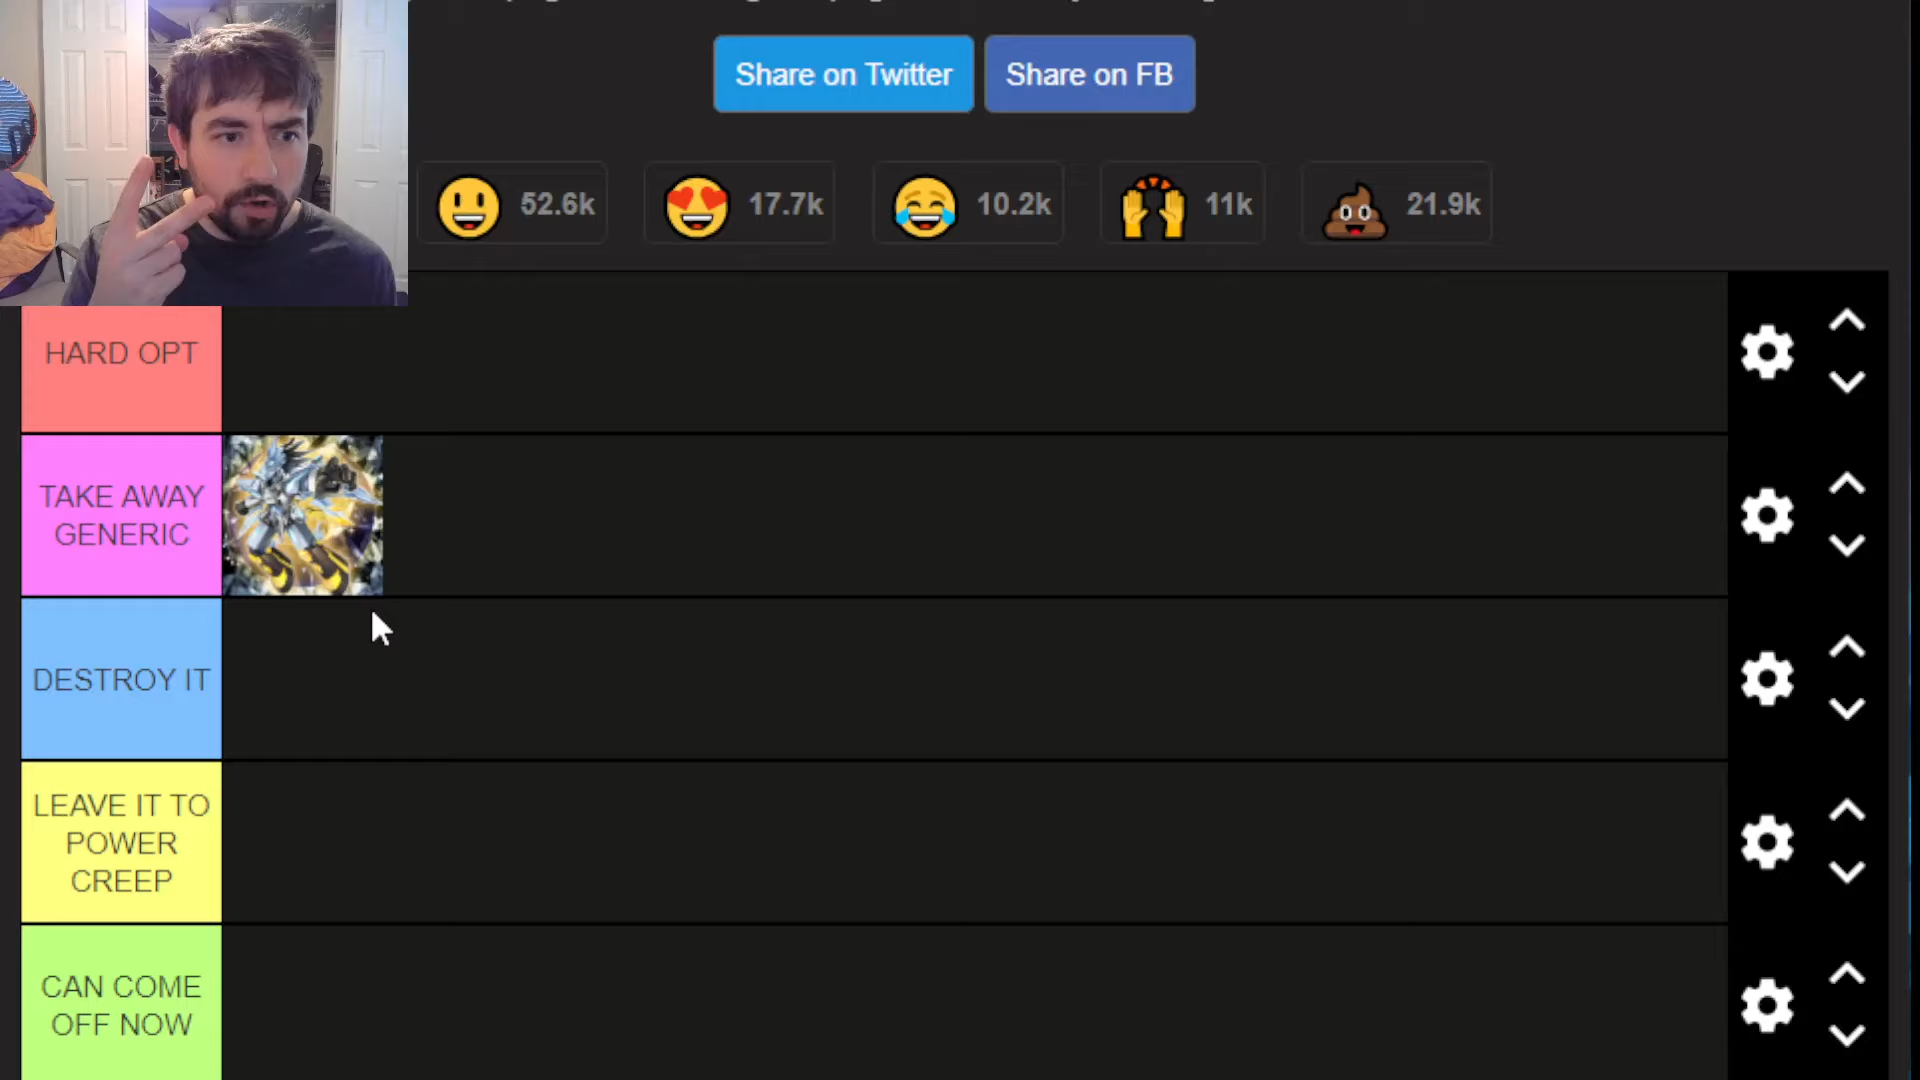 Share on Twitter
Share on FB
52.6k
17.7k
10.2k
11k
21.9k
HARD OPT
TAKE AWAY
GENERIC
DESTROY IT
LEAVE IT TO
POWER
CREEP
CAN COME
OFF NOW